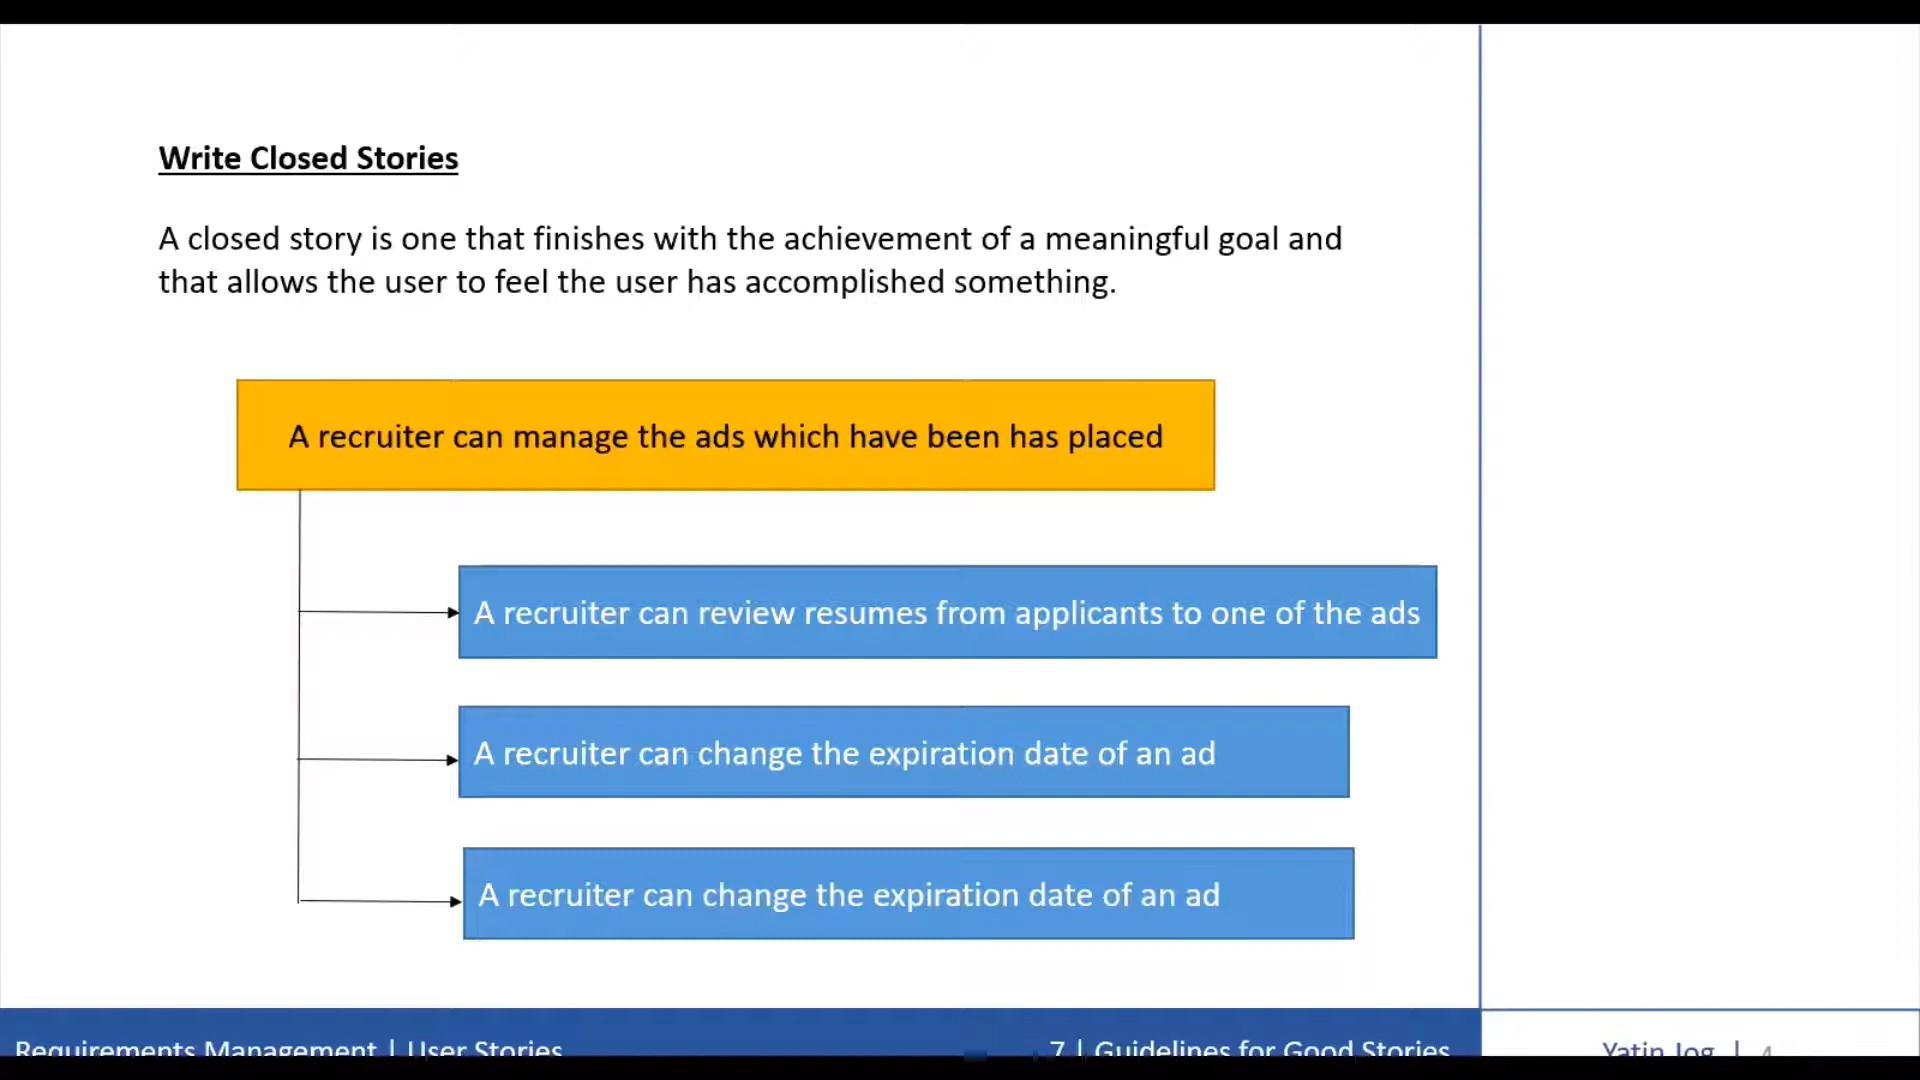 Write Closed Stories
A closed story is one that finishes with the achievement of a meaningful goal and
that allows the user to feel the user has accomplished something.
A recruiter can manage the ads which have been has placed
A recruiter can review resumes from applicants to one of the ads
A recruiter can change the expiration date of an ad
A recruiter can change the expiration date of an ad
Requirements Management | User Stories
7 | Guidelines for Good Stories
Yatin Jog | 4